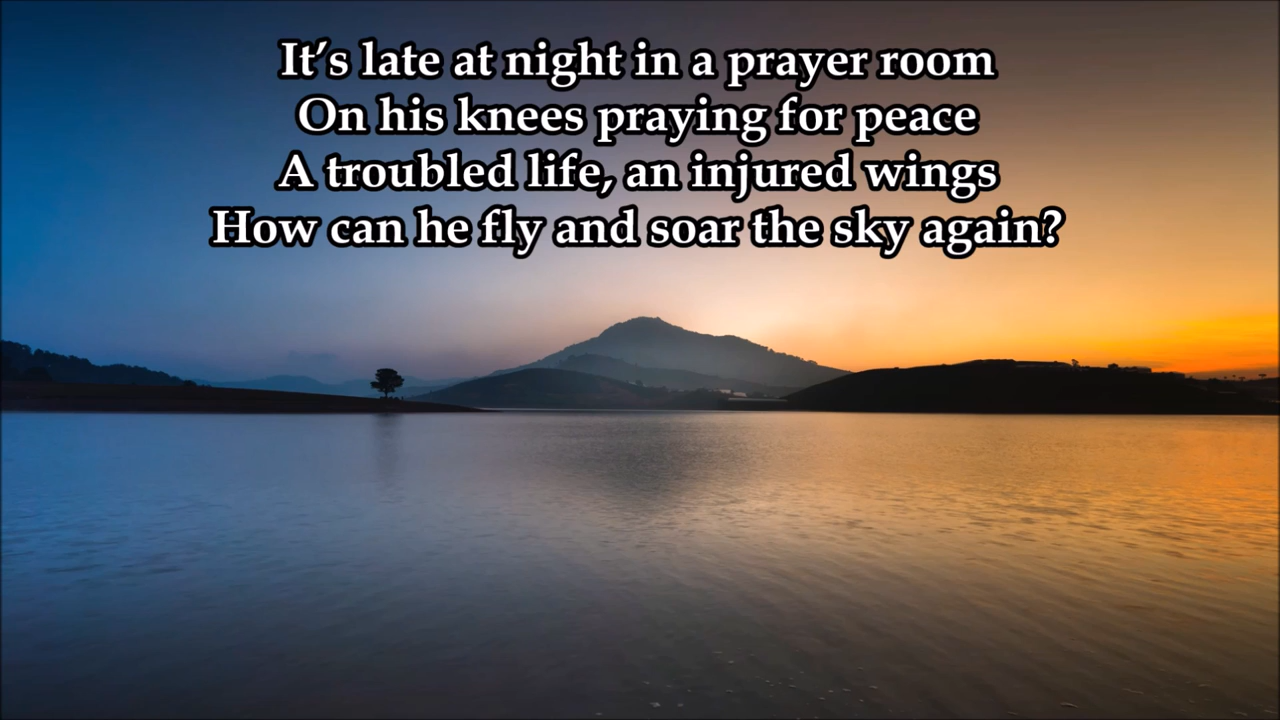 It’s late at night in a prayer room
On his knees praying for peace
A troubled life, an injured wings
How can he fly and soar the sky again?